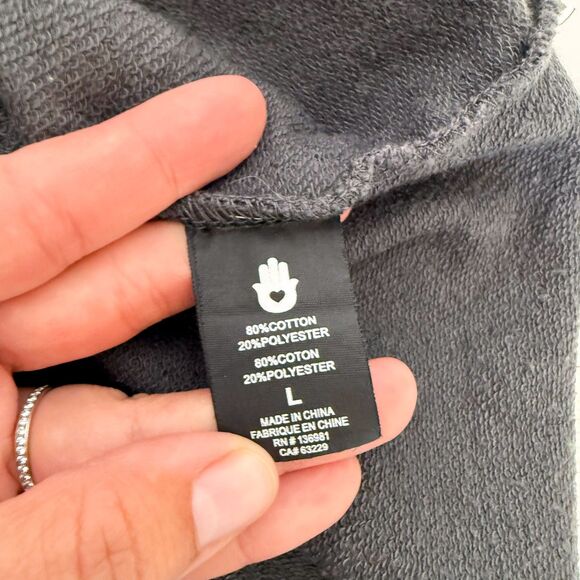 80%COTTON
20%POLYESTER
80%COTON
20%POLYESTER
L
MADE IN CHINA
FABRIQUE EN CHINE
RN # 136981
CA# 63229